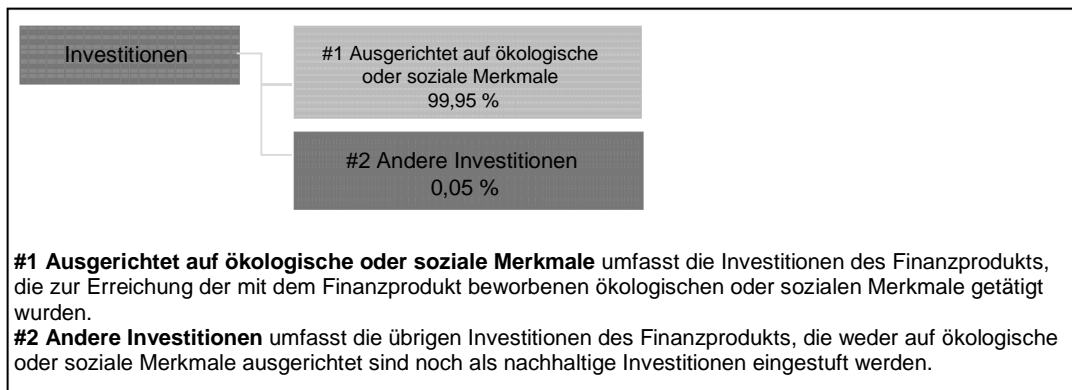 Investitionen
#1 Ausgerichtet auf ökologische
oder soziale Merkmale
99,95 %
#2 Andere Investitionen
0,05 %
#1 Ausgerichtet auf ökologische oder soziale Merkmale umfasst die Investitionen des Finanzprodukts,
die zur Erreichung der mit dem Finanzprodukt beworbenen ökologischen oder sozialen Merkmale getätigt
wurden.
#2 Andere Investitionen umfasst die übrigen Investitionen des Finanzprodukts, die weder auf ökologische
oder soziale Merkmale ausgerichtet sind noch als nachhaltige Investitionen eingestuft werden.